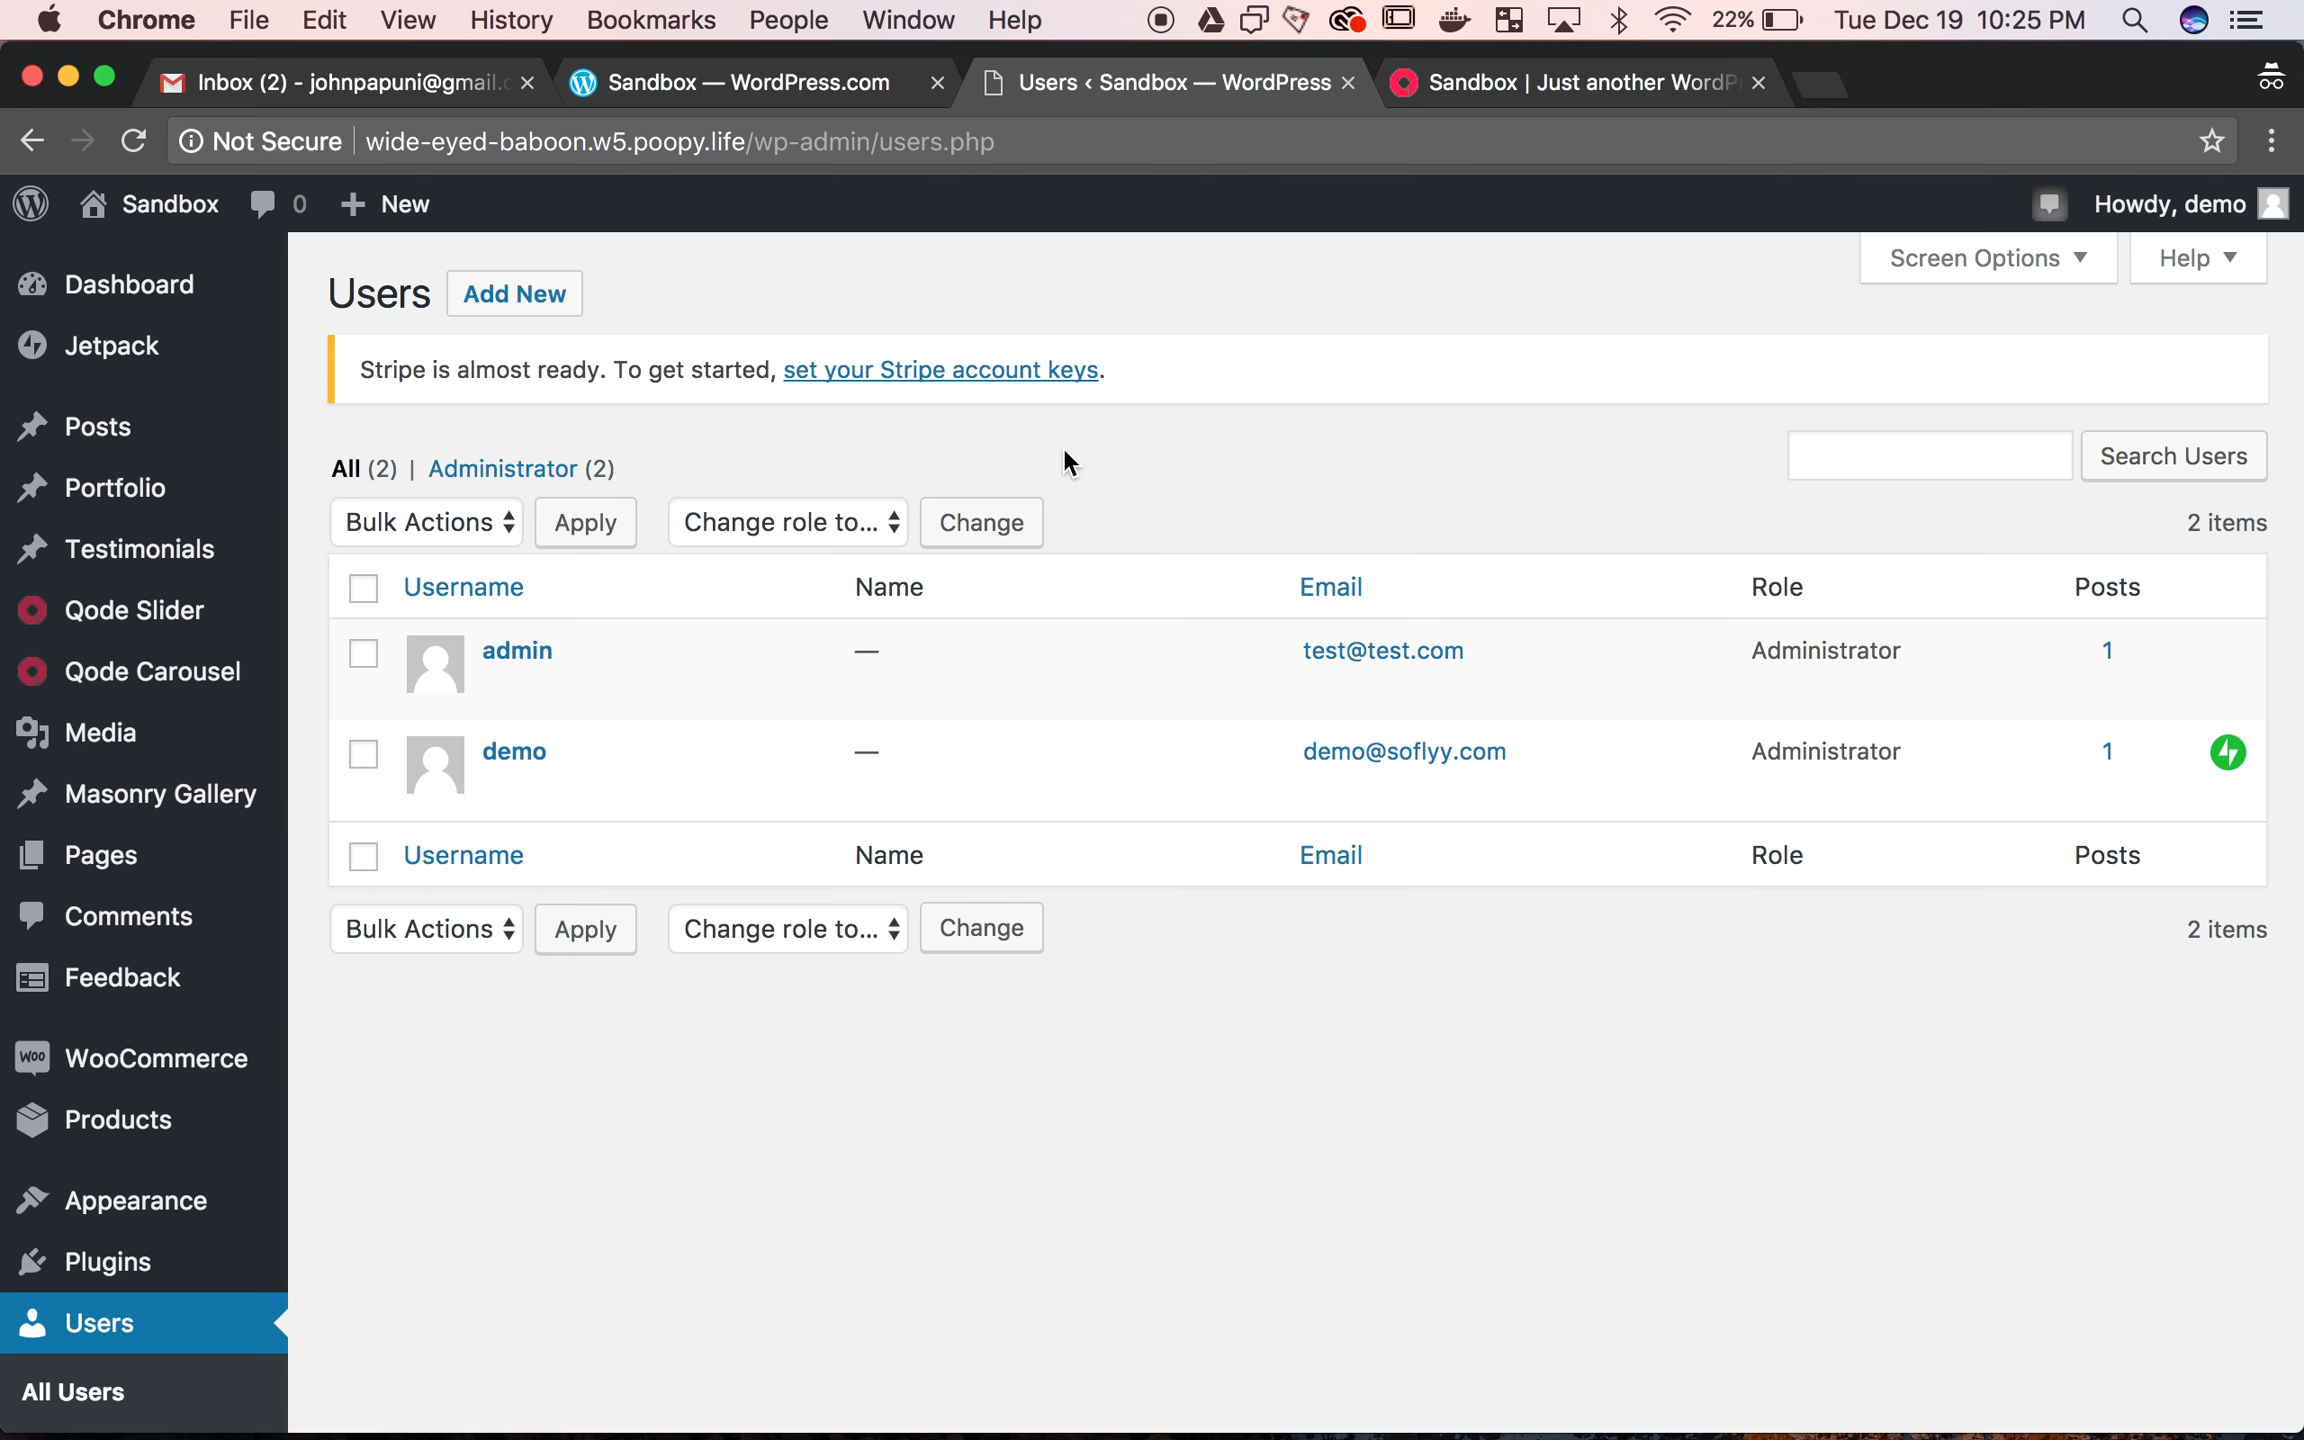 Chrome File Edit View History Bookmarks People Window Help 22% Tue Dec 19 10:25 PM
Inbox (2) - johnpapuni@gmail.c Sandbox — WordPress.com Users ‹ Sandbox — WordPress Sandbox | Just another WordP
Not Secure wide-eyed-baboon.w5.poopy.life/wp-admin/users.php
Sandbox 0 New Howdy, demo
Screen Options Help
Users Add New
Stripe is almost ready. To get started, set your Stripe account keys.
All (2) | Administrator (2)
Search Users
Bulk Actions Apply Change role to... Change 2 items
Username Name Email Role Posts
admin — test@test.com Administrator 1
demo — demo@soflyy.com Administrator 1
Username Name Email Role Posts
Bulk Actions Apply Change role to... Change 2 items
Dashboard
Jetpack
Posts
Portfolio
Testimonials
Qode Slider
Qode Carousel
Media
Masonry Gallery
Pages
Comments
Feedback
Woo WooCommerce
Products
Appearance
Plugins
Users
All Users